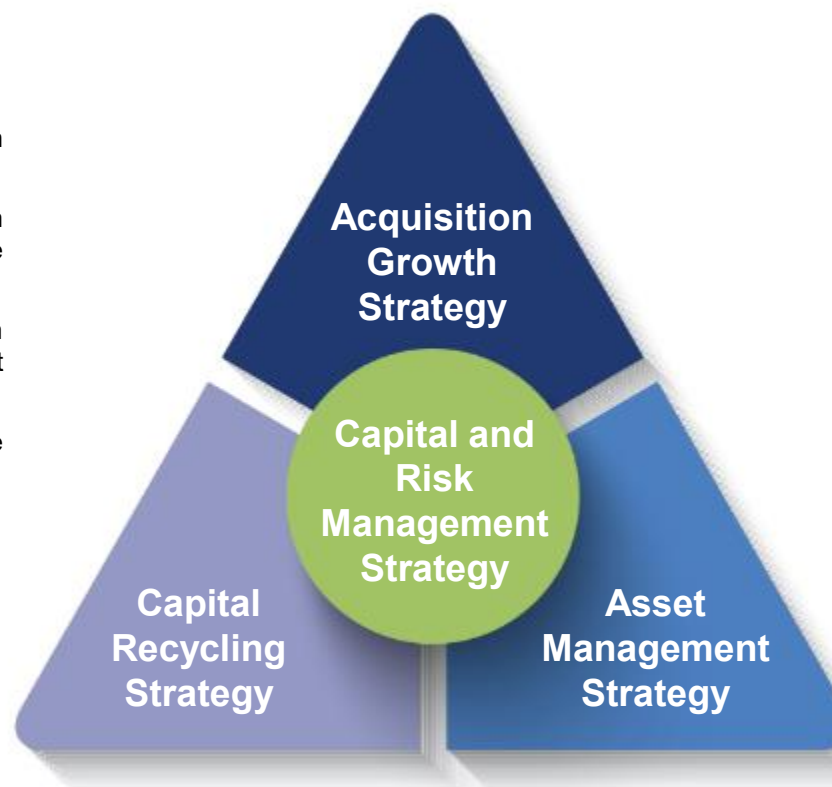 Acquisition
Growth
Strategy
Capital and
Risk
Management
Strategy
Capital
Recycling
Strategy
Asset
Management
Strategy